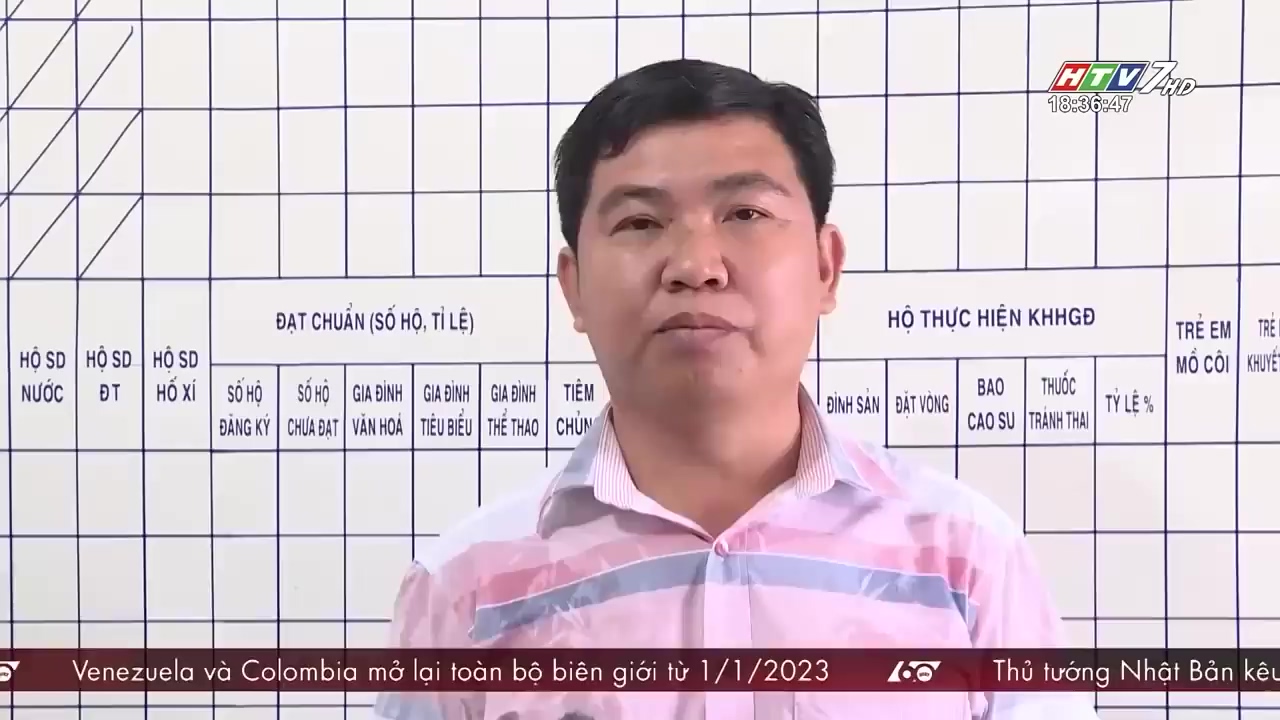 HTV7 HD
18:36:47
ĐẠT CHUẨN (SỐ HỘ, TỈ LỆ)
HỘ THỰC HIỆN KHHGĐ
HỘ SD
NƯỚC
HỘ SD
ĐT
HỘ SD
HỐ XÍ
SỐ HỘ
ĐĂNG KÝ
SỐ HỘ
CHƯA ĐẠT
GIA ĐÌNH
VĂN HOÁ
GIA ĐÌNH
TIÊU BIỂU
GIA ĐÌNH
THỂ THAO
TIÊM
CHỦN
ĐÌNH SẢN
ĐẶT VÒNG
BAO
CAO SU
THUỐC
TRÁNH THAI
TỶ LỆ %
TRẺ EM
MỒ CÔI
TRẺ
KHUYẾT
Venezuela và Colombia mở lại toàn bộ biên giới từ 1/1/2023
60 giây
Thủ tướng Nhật Bản kêu